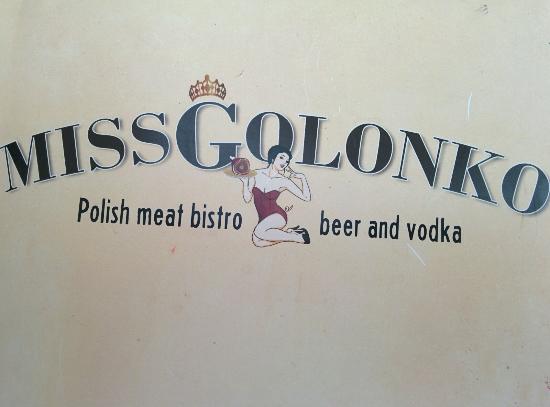 MISSGOLONKO
Polish meat bistro beer and vodka